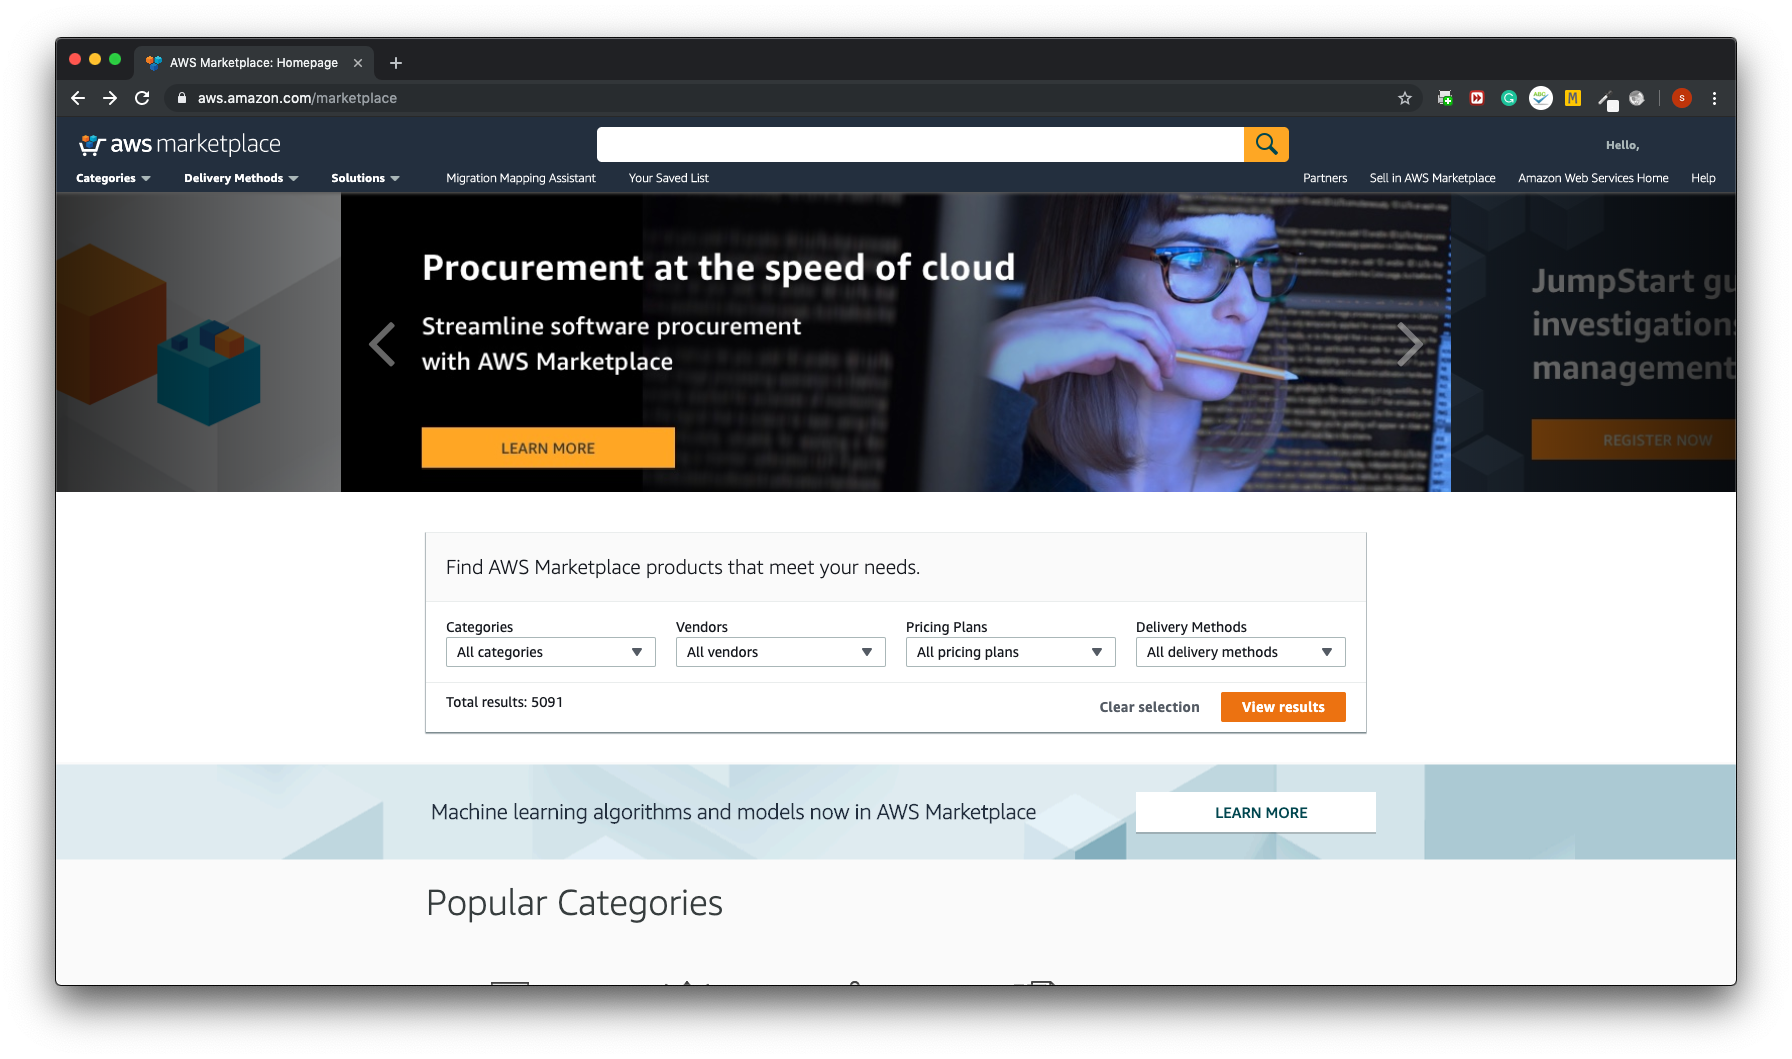 AWS Marketplace: Homepage
aws.amazon.com/marketplace
ABC
M
s
aws marketplace
Hello,
Categories
Delivery Methods
Solutions
Migration Mapping Assistant
Your Saved List
Partners
Sell in AWS Marketplace
Amazon Web Services Home
Help
Procurement at the speed of cloud
Streamline software procurement
with AWS Marketplace
LEARN MORE
JumpStart gu
investigation
management
REGISTER NOW
Find AWS Marketplace products that meet your needs.
Categories
Vendors
Pricing Plans
Delivery Methods
All categories
All vendors
All pricing plans
All delivery methods
Total results: 5091
Clear selection
View results
Machine learning algorithms and models now in AWS Marketplace
LEARN MORE
Popular Categories